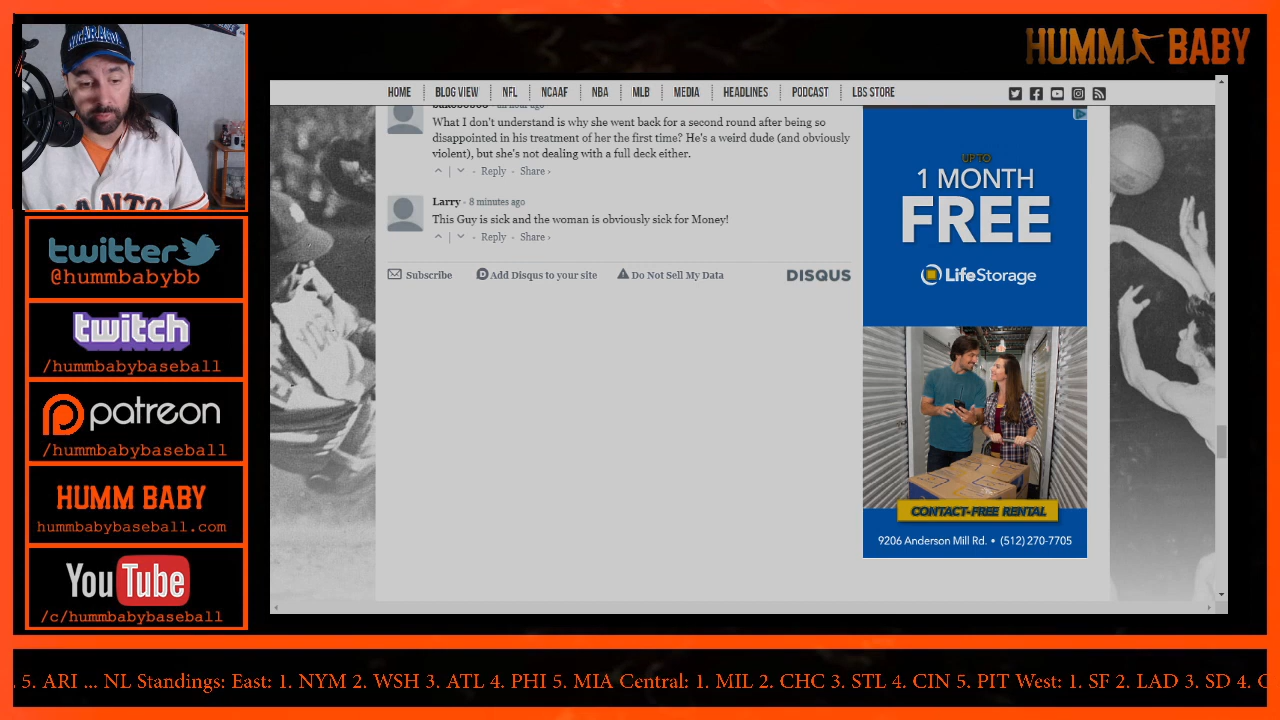 NICARAGUA
HUMM BABY
HOME
BLOG VIEW
NFL
NCAAF
NBA
MLB
MEDIA
HEADLINES
PODCAST
LBS STORE
an hour ago
What I don't understand is why she went back for a second round after being so
disappointed in his treatment of her the first time? He's a weird dude (and obviously
violent), but she's not dealing with a full deck either.
Reply · Share ›
Larry · 8 minutes ago
This Guy is sick and the woman is obviously sick for Money!
Reply · Share ›
Subscribe
D Add Disqus to your site
Do Not Sell My Data
DISQUS
UP TO
1 MONTH
FREE
LifeStorage
CONTACT-FREE RENTAL
9206 Anderson Mill Rd. • (512) 270-7705
twitter
@hummbabybb
twitch
/hummbabybaseball
patreon
/hummbabybaseball
HUMM BABY
hummbabybaseball.com
YouTube
/c/hummbabybaseball
. 5. ARI ... NL Standings: East: 1. NYM 2. WSH 3. ATL 4. PHI 5. MIA Central: 1. MIL 2. CHC 3. STL 4. CIN 5. PIT West: 1. SF 2. LAD 3. SD 4. C